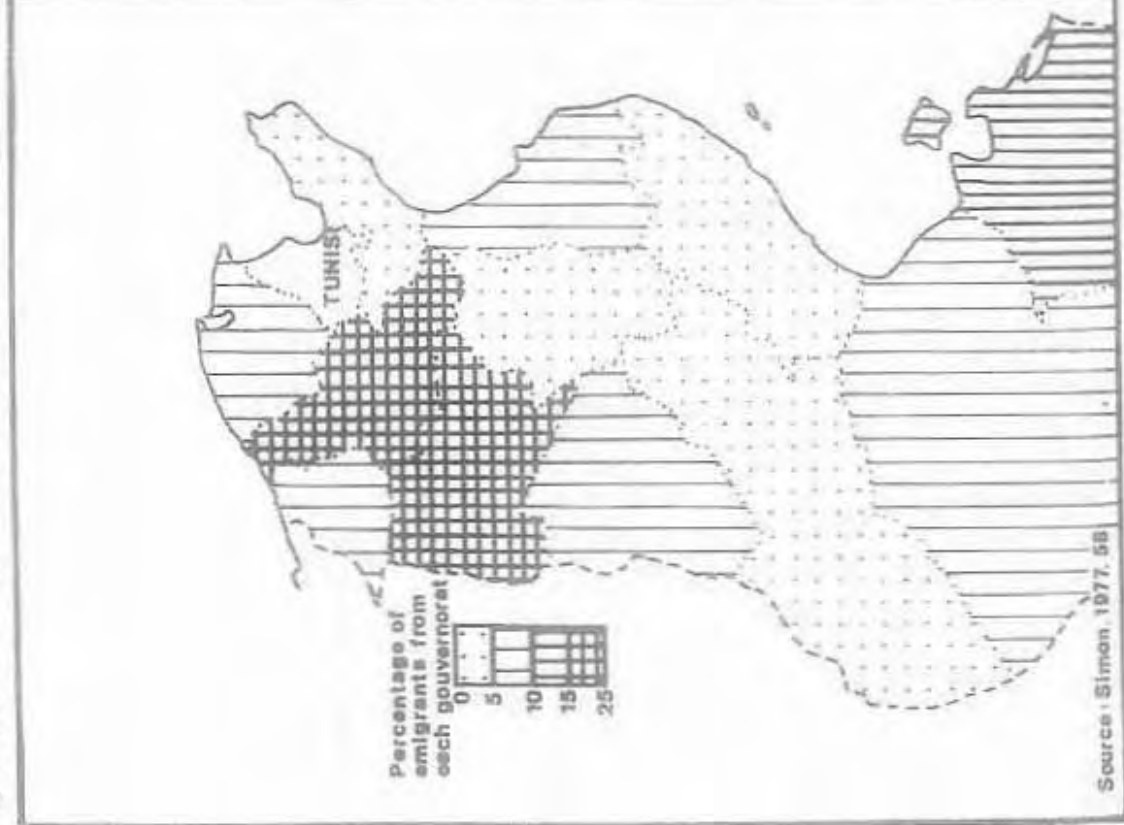 TUNIS
Percentage of
emigrants from
each gouvernorat
0
5
10
15
25
Source: Simon, 1977. 58